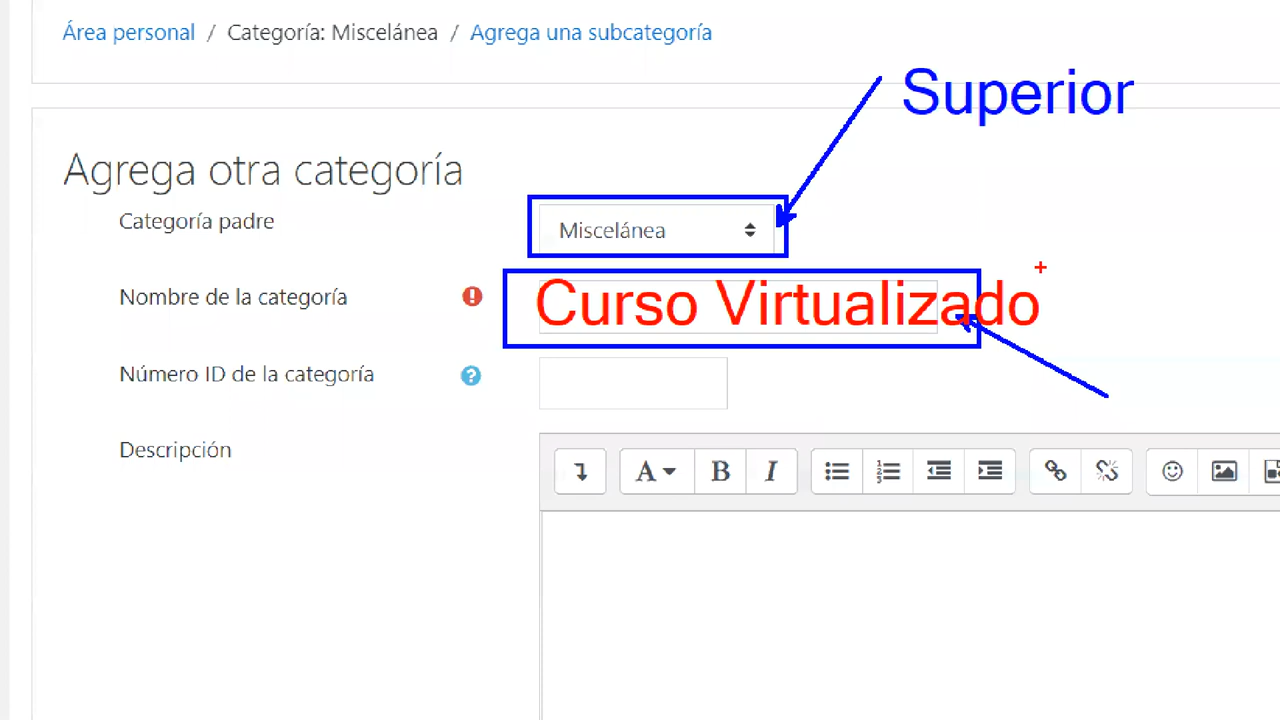 Área personal / Categoría: Miscelánea / Agrega una subcategoría
Superior
Agrega otra categoría
Categoría padre
Miscelánea
Nombre de la categoría
Curso Virtualizado
Número ID de la categoría
Descripción
A B I